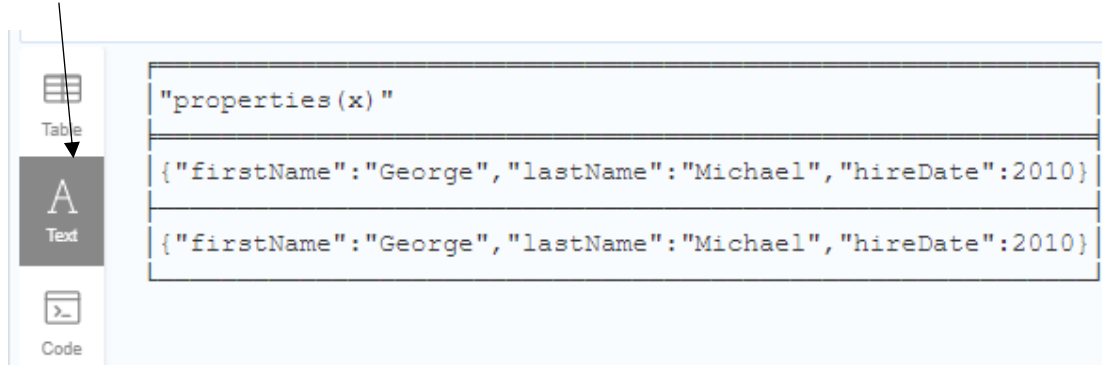 Table
Text
Code
"properties(x)"
{"firstName":"George","lastName":"Michael","hireDate":2010}
{"firstName":"George","lastName":"Michael","hireDate":2010}